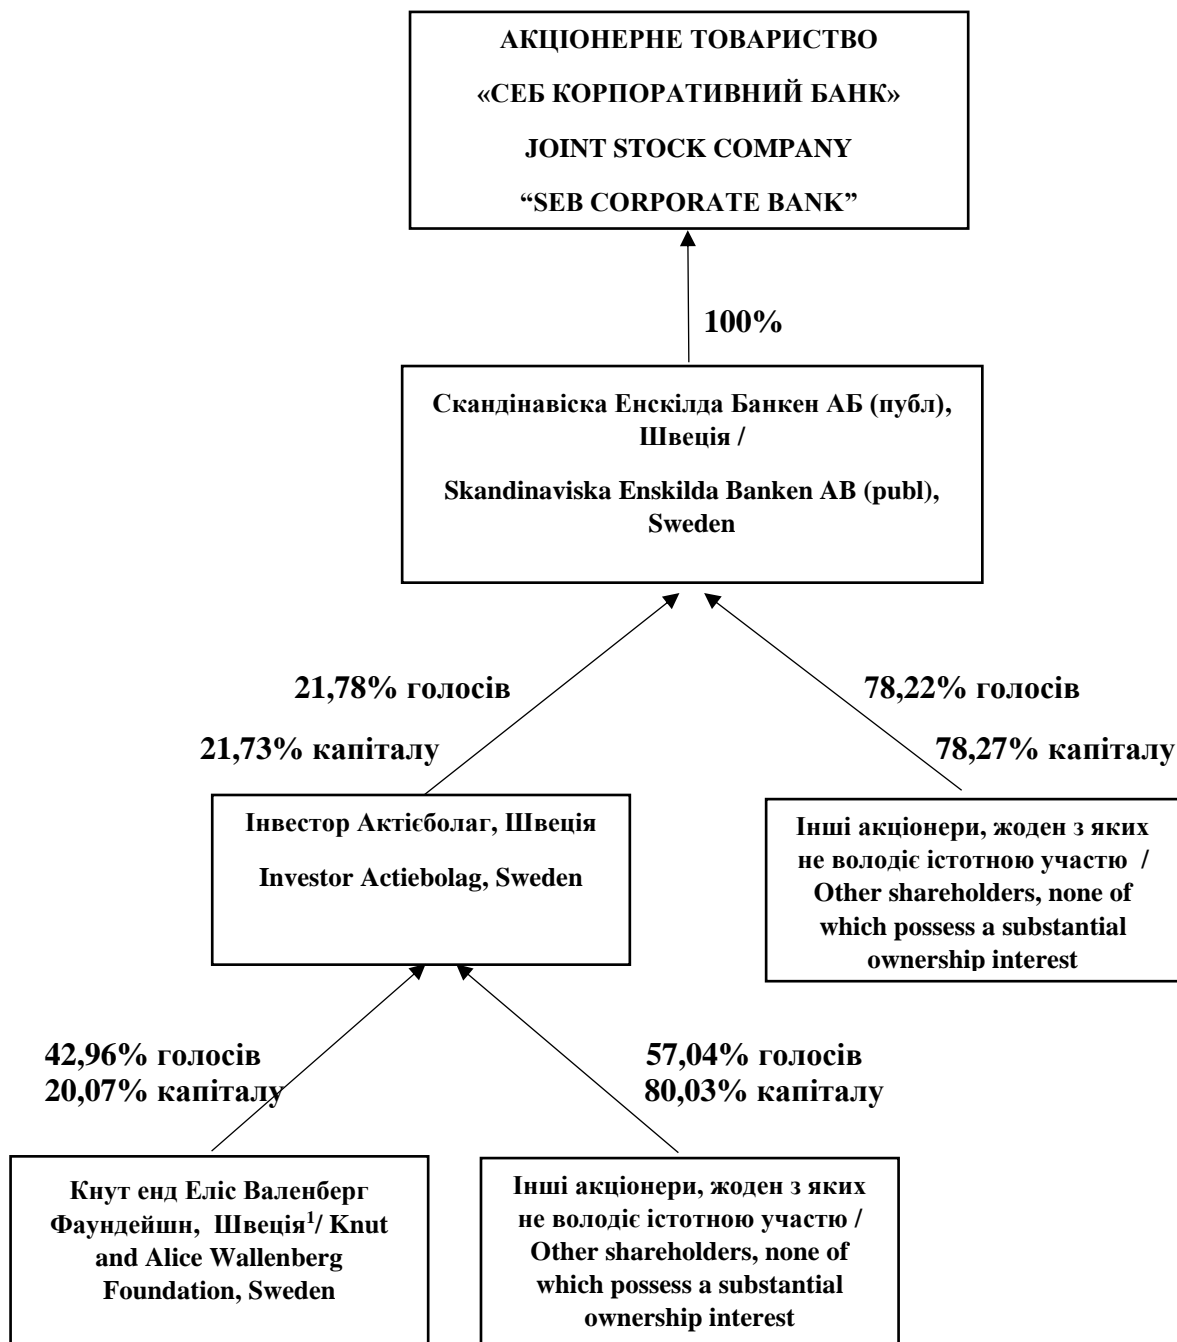 АКЦІОНЕРНЕ ТОВАРИСТВО
«СЕБ КОРПОРАТИВНИЙ БАНК»
JOINT STOCK COMPANY
“SEB CORPORATE BANK”
100%
Скандінавіска Енскілда Банкен АБ (публ),
Швеція /
Skandinaviska Enskilda Banken AB (publ),
Sweden
21,78% голосів
21,73% капіталу
78,22% голосів
78,27% капіталу
Інвестор Актієболаг, Швеція
Investor Actiebolag, Sweden
Інші акціонери, жоден з яких
не володіє істотною участю /
Other shareholders, none of
which possess a substantial
ownership interest
42,96% голосів
20,07% капіталу
57,04% голосів
80,03% капіталу
Кнут енд Еліс Валенберг
Фаундейшн, Швеція¹/ Knut
and Alice Wallenberg
Foundation, Sweden
Інші акціонери, жоден з яких
не володіє істотною участю /
Other shareholders, none of
which possess a substantial
ownership interest